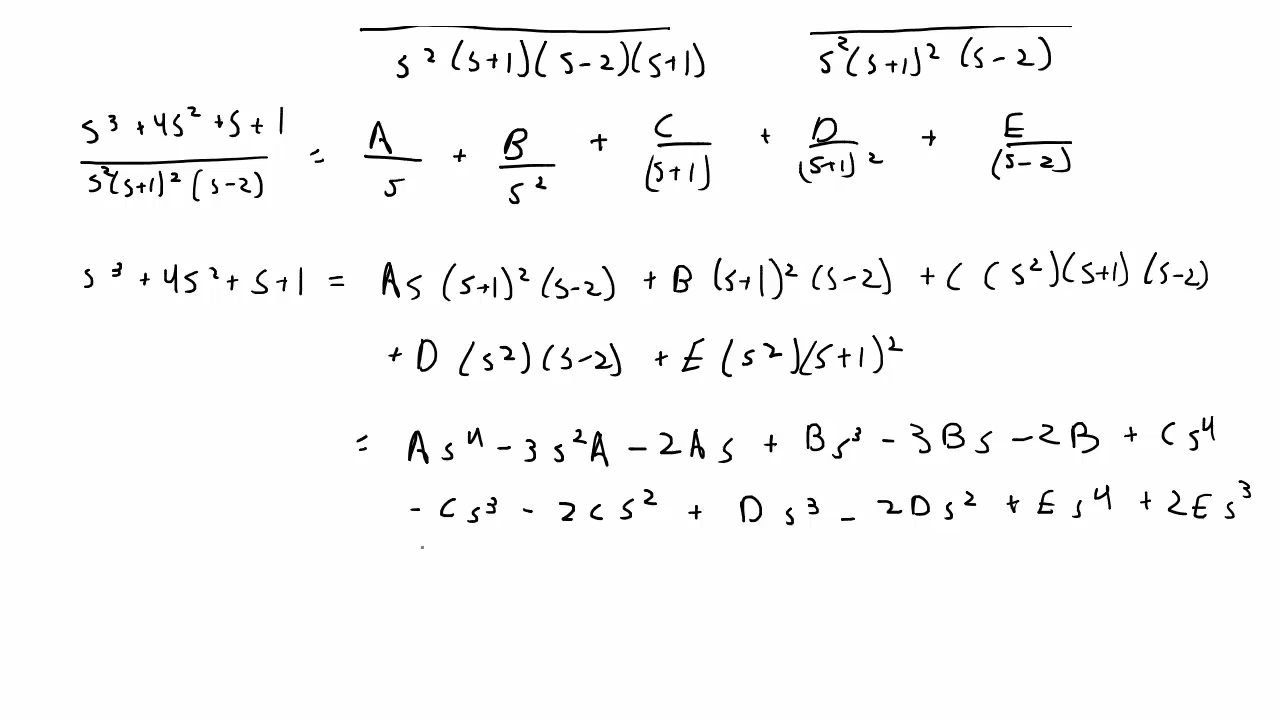 s²(s+1)(s-2)(s+1) s²(s+1)²(s-2)
s³+4s²+s+1 / s²(s+1)²(s-2) = A/s + B/s² + C/(s+1) + D/(s+1)² + E/(s-2)
s³+4s²+s+1 = As(s+1)²(s-2) + B(s+1)²(s-2) + C(s²)(s+1)(s-2)
+ D(s²)(s-2) + E(s²)(s+1)²
= As⁴ - 3s²A - 2As + Bs³ - 3Bs - 2B + Cs⁴
- Cs³ - 2Cs² + Ds³ - 2Ds² + Es⁴ + 2Es³